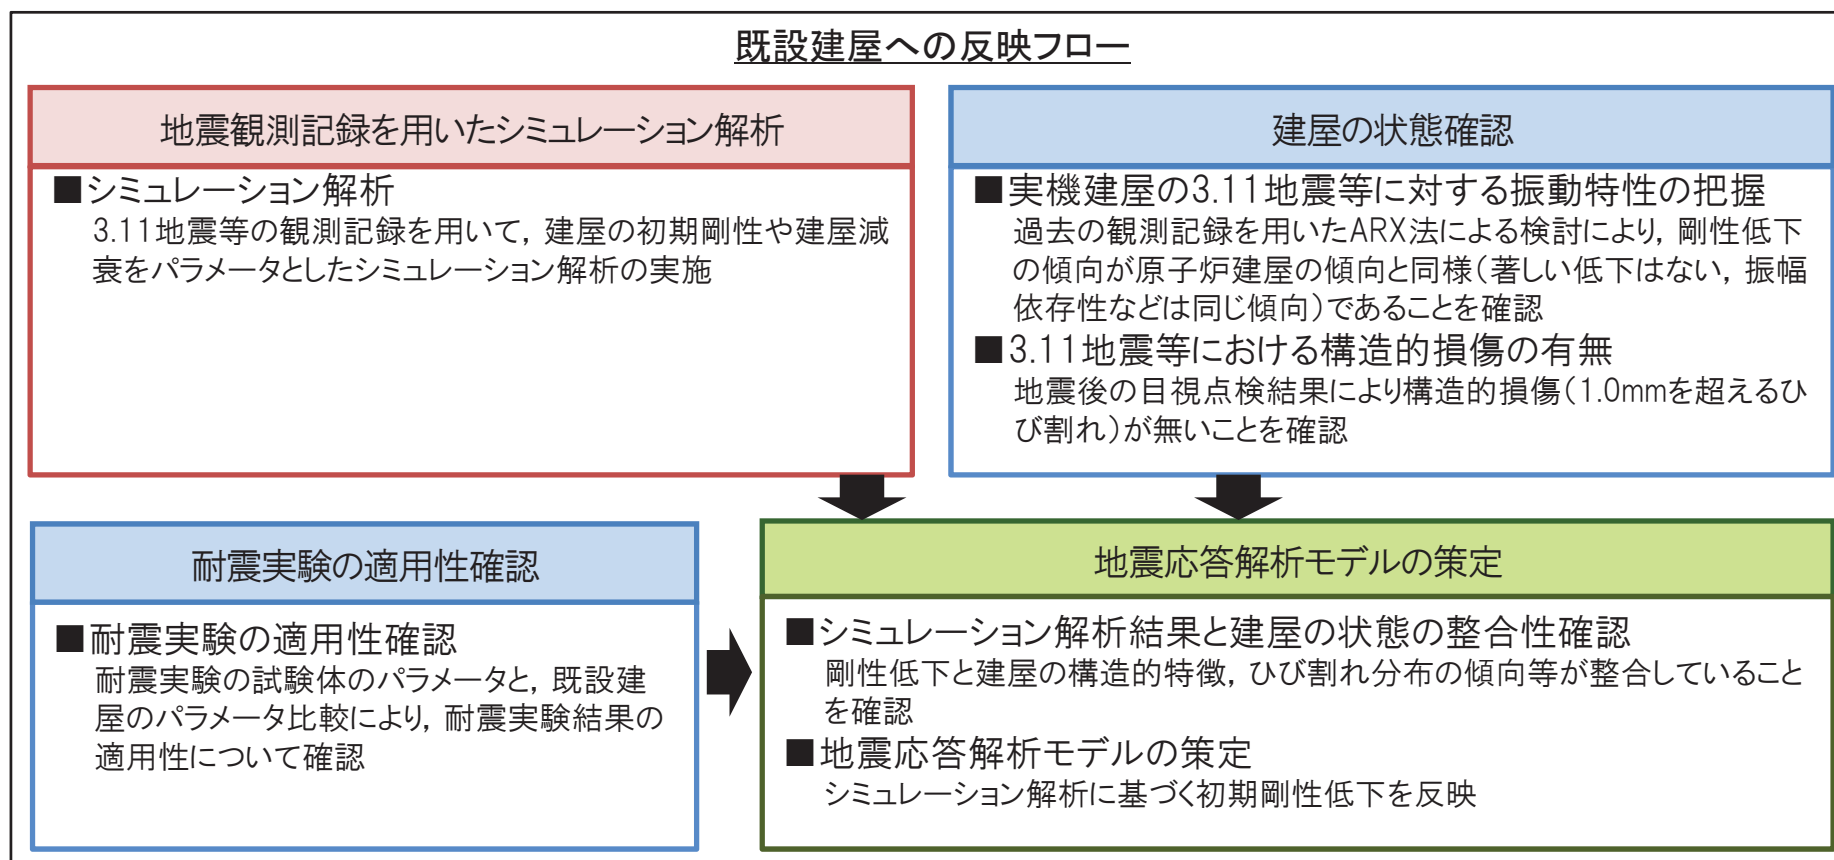 既設建屋への反映フロー
地震観測記録を用いたシミュレーション解析
■シミュレーション解析
3.11地震等の観測記録を用いて，建屋の初期剛性や建屋減
衰をパラメータとしたシミュレーション解析の実施
建屋の状態確認
■実機建屋の3.11地震等に対する振動特性の把握
過去の観測記録を用いたARX法による検討により，剛性低下
の傾向が原子炉建屋の傾向と同様（著しい低下はない，振幅
依存性などは同じ傾向）であることを確認
■3.11地震等における構造的損傷の有無
地震後の目視点検結果により構造的損傷（1.0mmを超えるひ
び割れ）が無いことを確認
耐震実験の適用性確認
■耐震実験の適用性確認
耐震実験の試験体のパラメータと，既設建
屋のパラメータ比較により，耐震実験結果の
適用性について確認
地震応答解析モデルの策定
■シミュレーション解析結果と建屋の状態の整合性確認
剛性低下と建屋の構造的特徴，ひび割れ分布の傾向等が整合していること
を確認
■地震応答解析モデルの策定
シミュレーション解析に基づく初期剛性低下を反映